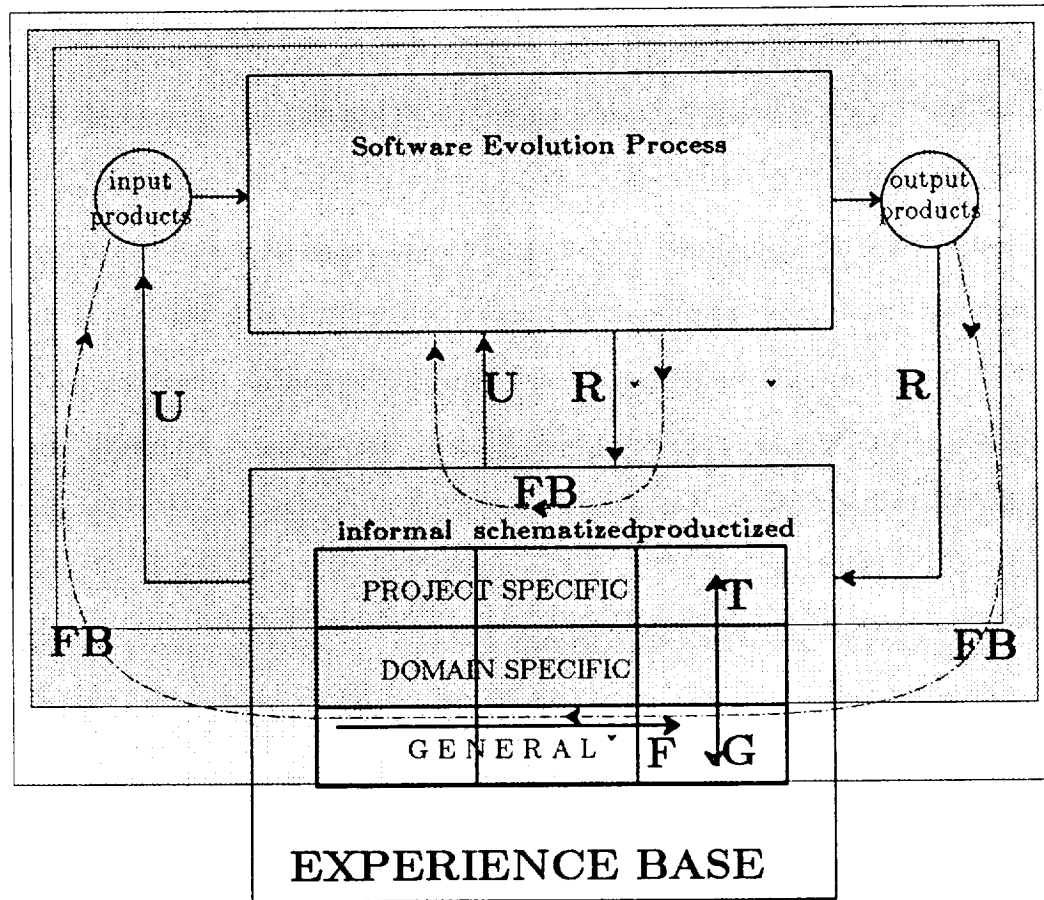 Software Evolution Process
input
products
output
products
U
U
R
R
FB
informal schematized productized
PROJECT SPECIFIC
T
FB
FB
DOMAIN SPECIFIC
GENERAL
F
G
EXPERIENCE BASE